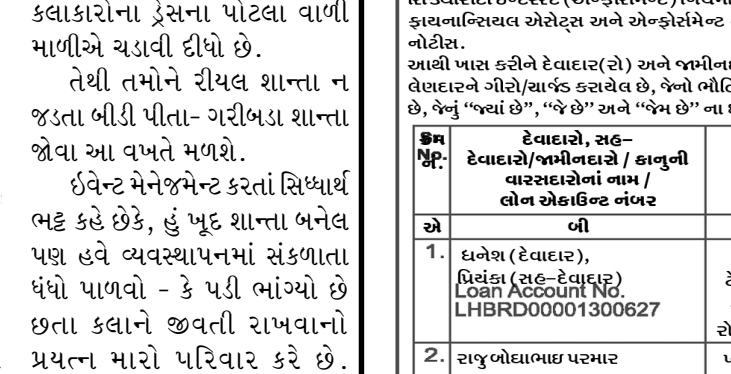 કલાકારોના ડ્રેસના પોટલા વાળી
માળીએ ચડાવી દીધો છે.
તેથી તમોને રીયલ શાન્તા ન
જડતા બીડી પીતા- ગરીબડા શાન્તા
જોવા આ વખતે મળશે.
ઇવેન્ટ મેનેજમેન્ટ કરતાં સિધ્ધાર્થ
ભટ્ટ કહે છેકે, હું ખૂદ શાન્તા બનેલ
પણ હવે વ્યવસ્થાપનમાં સંકળાતા
ધંધો પાળવો - કે પડી ભાંગ્યો છે
છતા કલાને જીવતી રાખવાનો
પ્રયત્ન મારો પરિવાર કરે છે.
ફાયનાન્સિયલ એસેટ્સ અને એન્ફોર્સમેન્ટ
નોટીસ.
આથી ખાસ કરીને દેવાદાર(રો) અને
લેણદારને ગીરો/ચાર્જડ કરાયેલ છે, જેનો
છે, જેનું “જ્યાં છે”, “જે છે” અને “જેમ છે” ના
ક્રમ
નં.
No.
દેવાદારો, સહ-
દેવાદારો/જામીનદારો / કાનુની
વારસદારોનાં નામ /
લોન એકાઉન્ટ નંબર
એ
બી
1.
ધનેશ (દેવાદાર),
પ્રિયંકા (સહ-દેવાદાર)
Loan Account No.
LHBRD00001300627
2.
રાજુ બોઘાભાઇ પરમાર